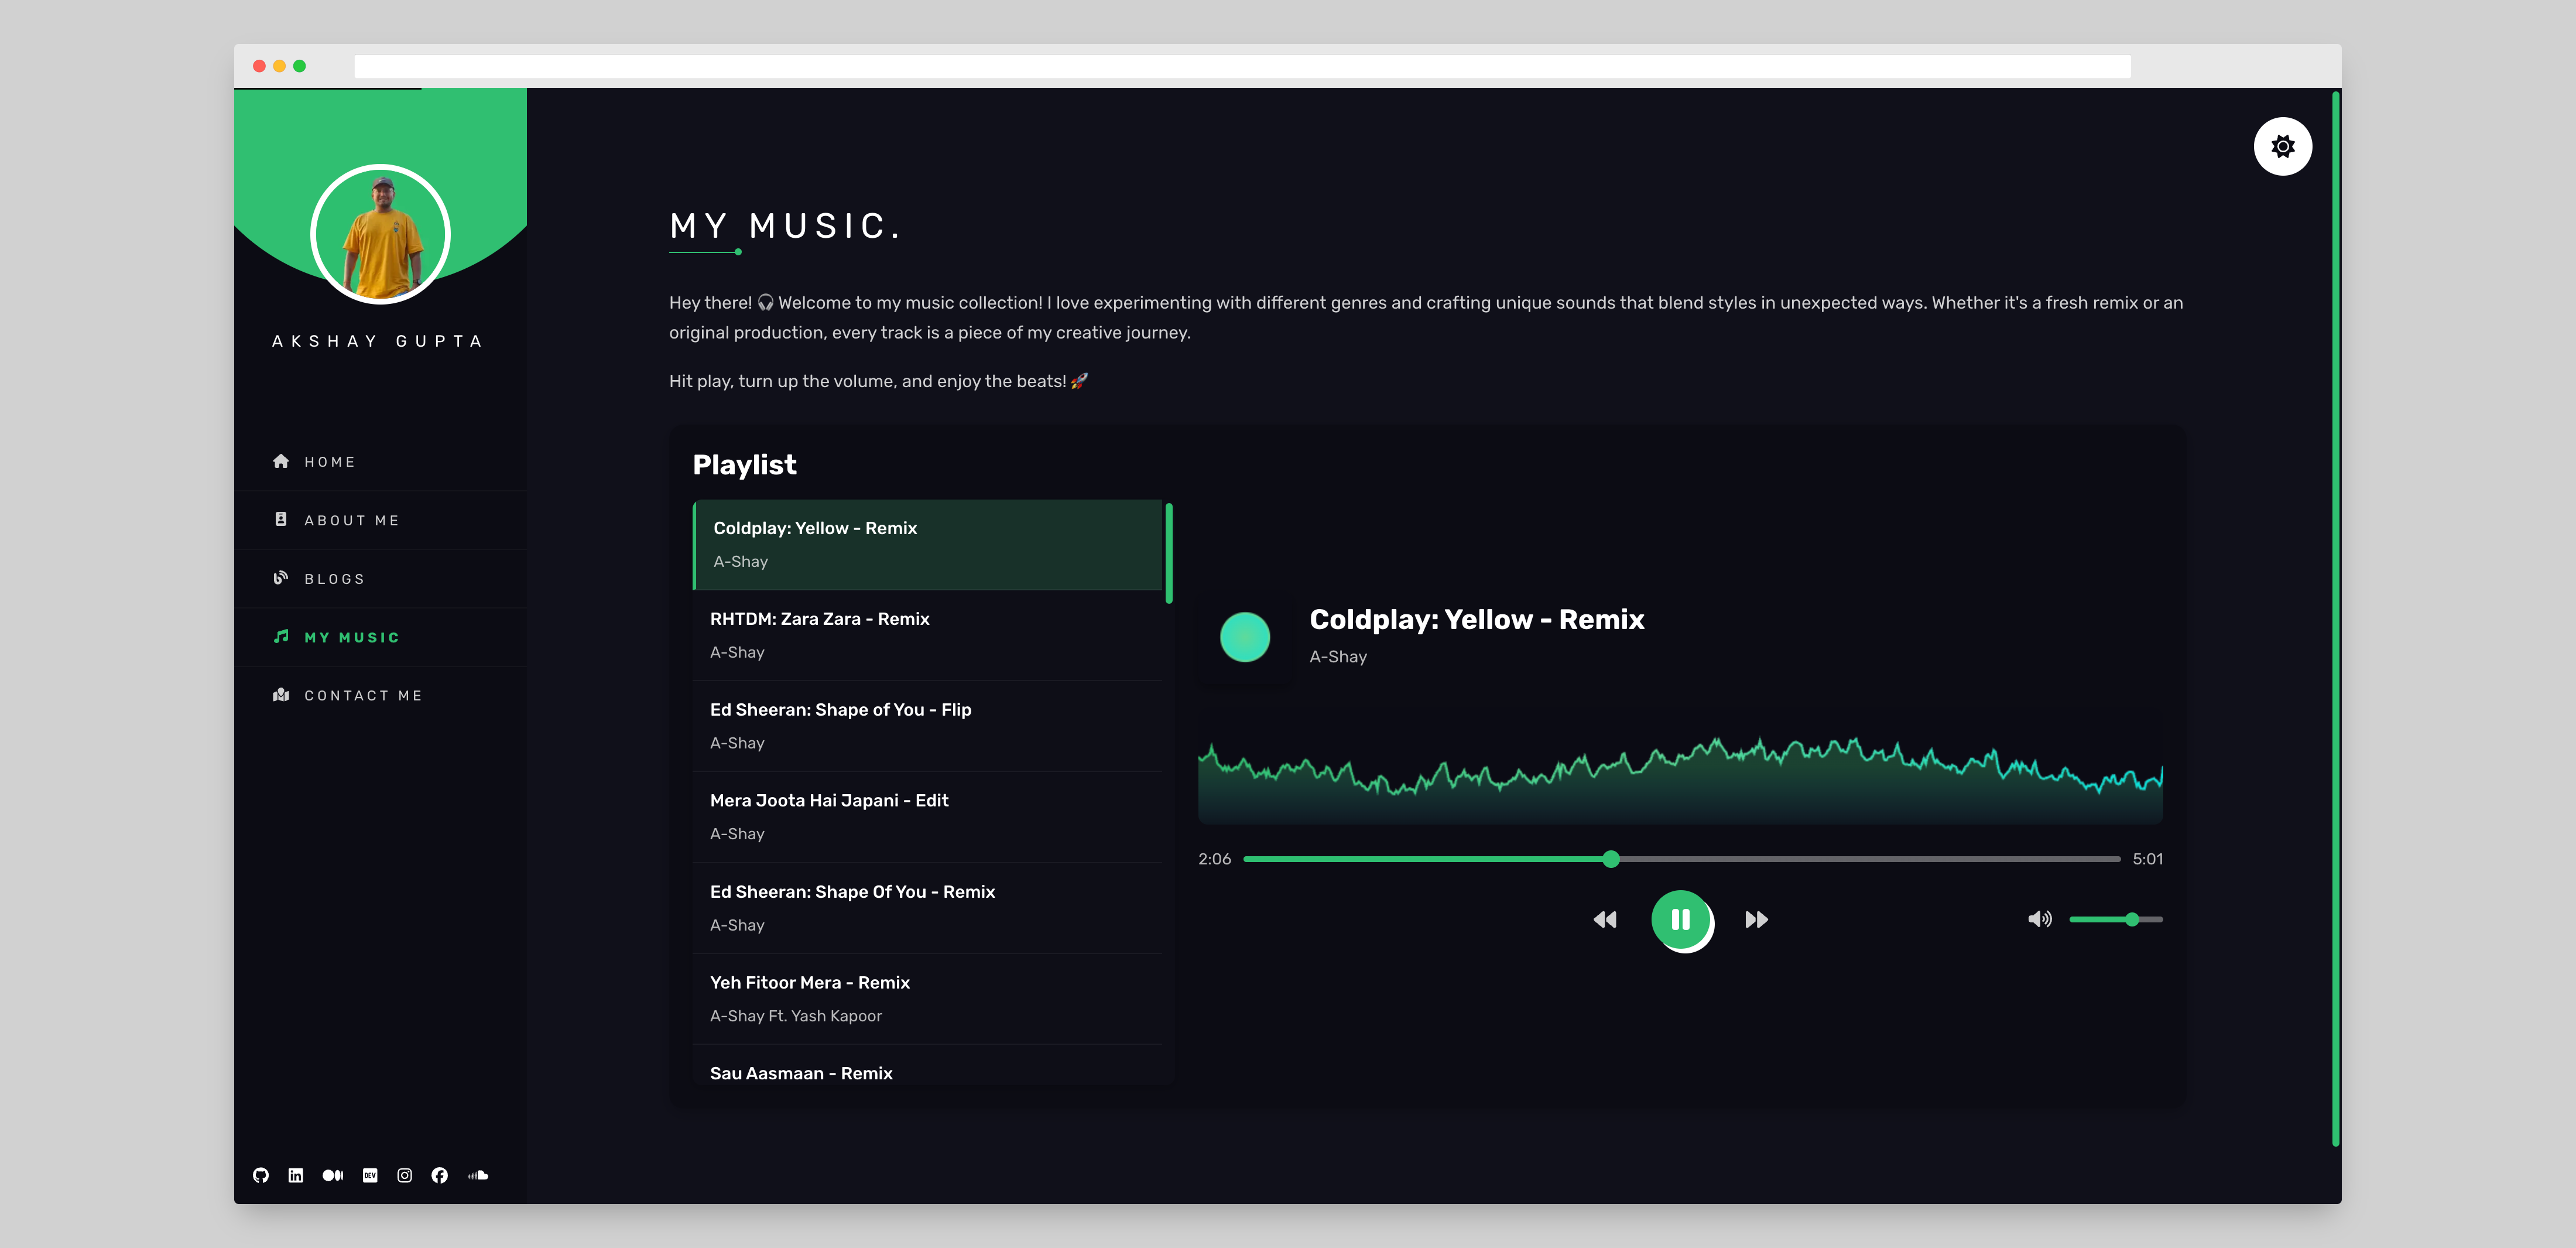 AKSHAY GUPTA
HOME
ABOUT ME
BLOGS
MY MUSIC
CONTACT ME
DEV
MY MUSIC.
Hey there! 🎧 Welcome to my music collection! I love experimenting with different genres and crafting unique sounds that blend styles in unexpected ways. Whether it's a fresh remix or an
original production, every track is a piece of my creative journey.
Hit play, turn up the volume, and enjoy the beats! 🚀
Playlist
Coldplay: Yellow - Remix
A-Shay
RHTDM: Zara Zara - Remix
A-Shay
Ed Sheeran: Shape of You - Flip
A-Shay
Mera Joota Hai Japani - Edit
A-Shay
Ed Sheeran: Shape Of You - Remix
A-Shay
Yeh Fitoor Mera - Remix
A-Shay Ft. Yash Kapoor
Sau Aasmaan - Remix
Coldplay: Yellow - Remix
A-Shay
2:06
5:01